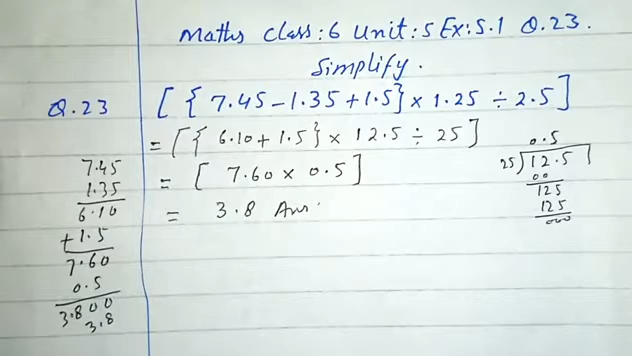 Maths Class:6 Unit:5 Ex:5.1 Q.23.
Simplify.
Q.23 [ { 7.45 - 1.35 + 1.5} × 1.25 ÷ 2.5 ]
= [ { 6.10 + 1.5 } × 12.5 ÷ 25 ]
= [ 7.60 × 0.5 ]
= 3.8 Ans.
7.45
1.35
6.10
+1.5
7.60
0.5
3.800
3.8
0.5
25)12.5
00
125
125
000